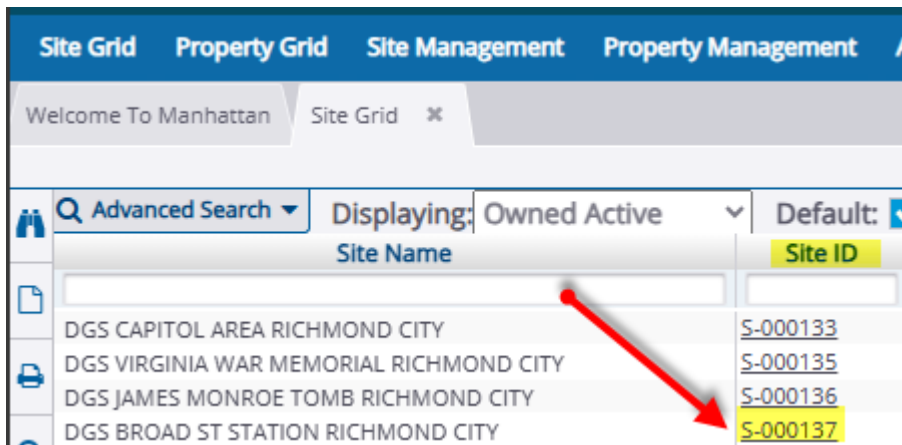 Site Grid Property Grid Site Management Property Management
Welcome To Manhattan Site Grid
Advanced Search Displaying: Owned Active Default:
Site Name Site ID
DGS CAPITOL AREA RICHMOND CITY S-000133
DGS VIRGINIA WAR MEMORIAL RICHMOND CITY S-000135
DGS JAMES MONROE TOMB RICHMOND CITY S-000136
DGS BROAD ST STATION RICHMOND CITY S-000137